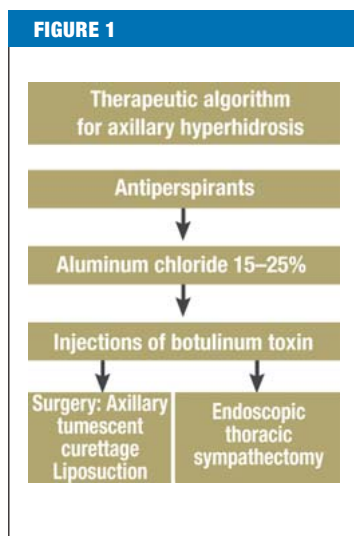 FIGURE 1
Therapeutic algorithm
for axillary hyperhidrosis
Antiperspirants
Aluminum chloride 15–25%
Injections of botulinum toxin
Surgery: Axillary
tumescent
curettage
Liposuction
Endoscopic
thoracic
sympathectomy